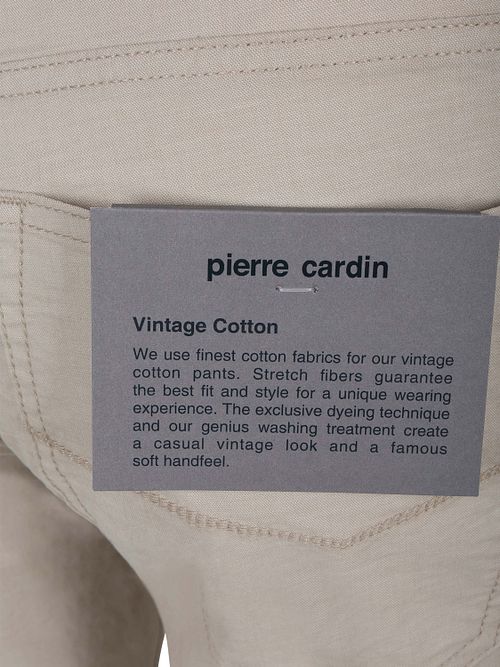 pierre cardin
Vintage Cotton
We use finest cotton fabrics for our vintage
cotton pants. Stretch fibers guarantee
the best fit and style for a unique wearing
experience. The exclusive dyeing technique
and our genius washing treatment create
a casual vintage look and a famous
soft handfeel.